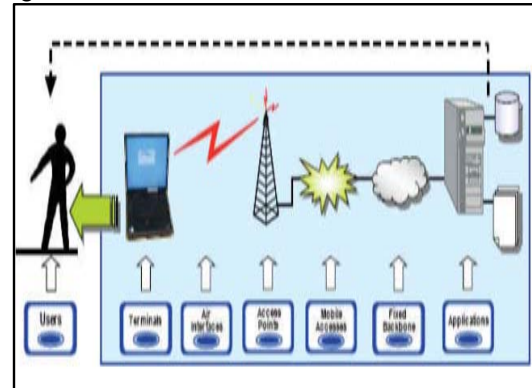 Users
Terminals
Air
Interfaces
Access
Points
Mobile
Accesses
Fixed
Backbone
Applications